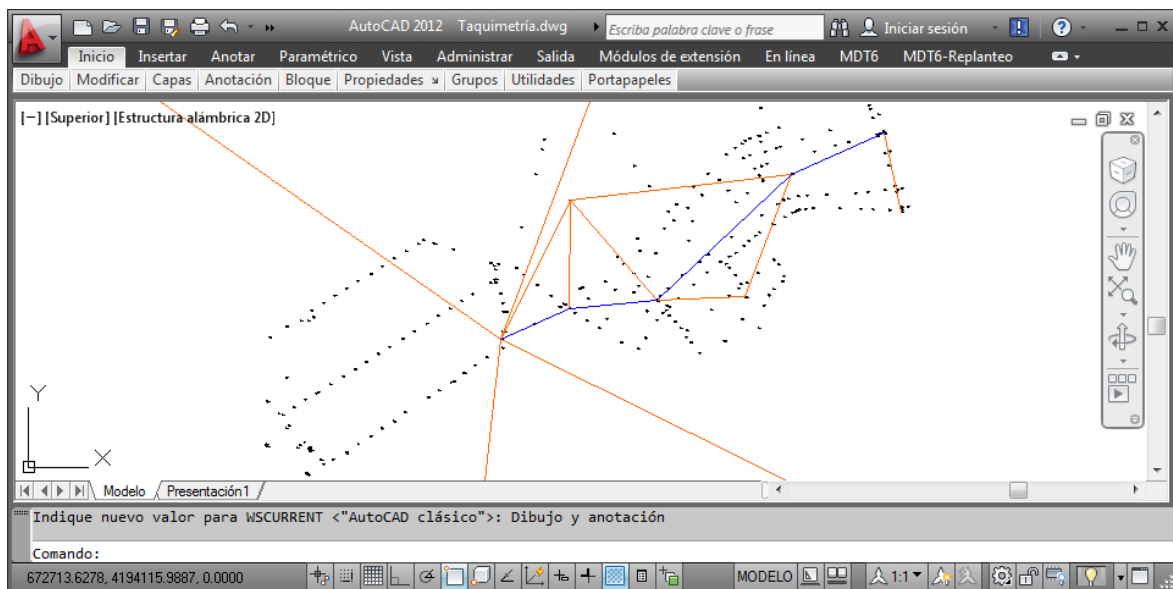 AutoCAD 2012 Taquimetría.dwg Escriba palabra clave o frase Iniciar sesión
Inicio Insertar Anotar Paramétrico Vista Administrar Salida Módulos de extensión En línea MDT6 MDT6-Replanteo
Dibujo Modificar Capas Anotación Bloque Propiedades Grupos Utilidades Portapapeles
[−] [Superior] [Estructura alámbrica 2D]
Y
X
Modelo Presentación1
Indique nuevo valor para WSCURRENT <"AutoCAD clásico">: Dibujo y anotación
Comando:
672713.6278, 4194115.9887, 0.0000 MODELO 1:1